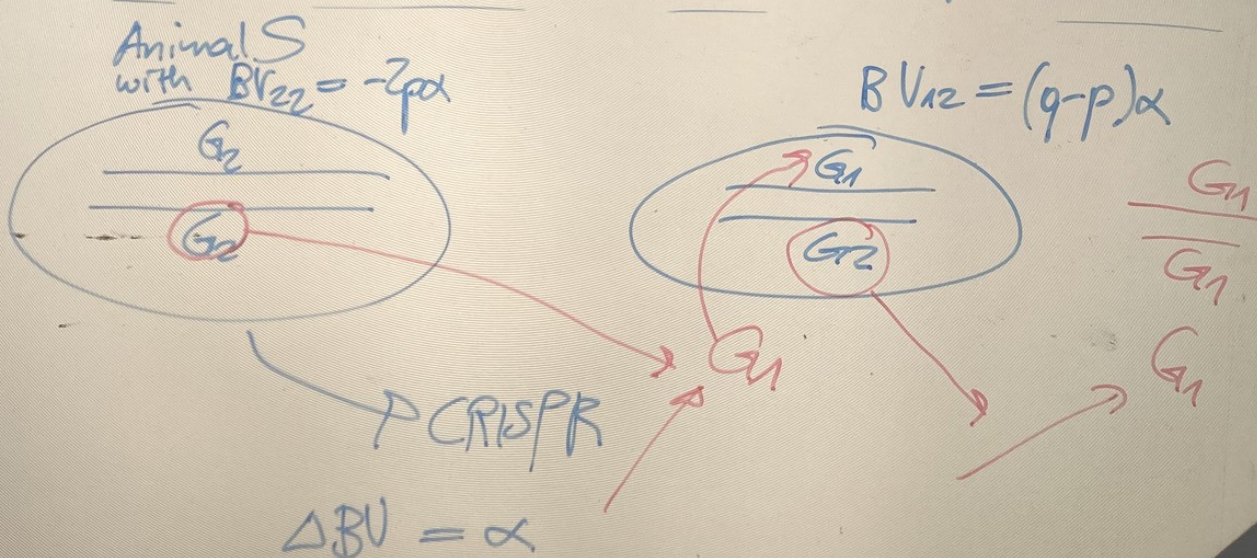 Animal S
with BV22 = -2pα
BV12 = (q-p)α
G2
G2
G1
G2
G1
G1
G1
G1
CRISPR
ΔBV = α